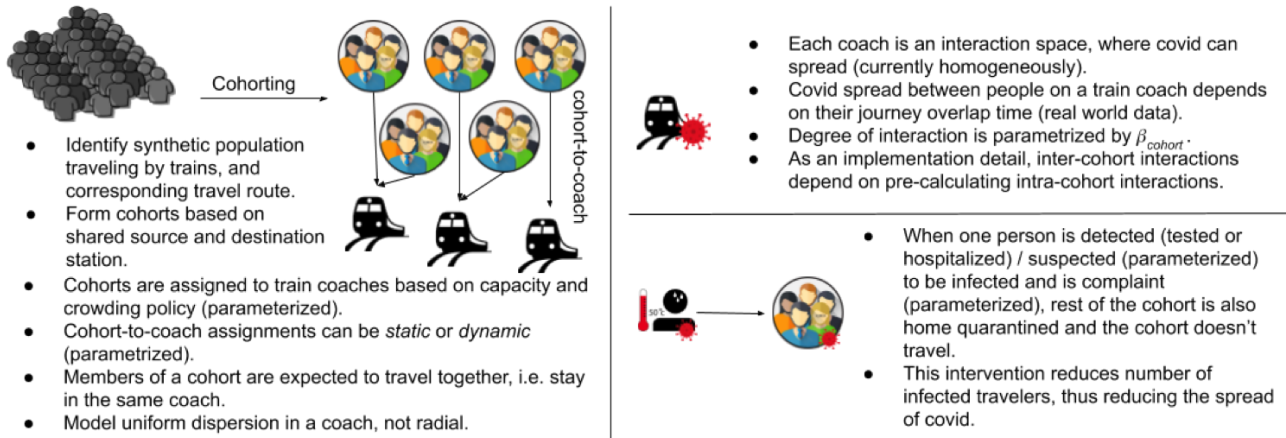 Cohorting
cohort-to-coach
● Identify synthetic population
traveling by trains, and
corresponding travel route.
● Form cohorts based on
shared source and destination
station.
● Cohorts are assigned to train coaches based on capacity and
crowding policy (parameterized).
● Cohort-to-coach assignments can be static or dynamic
(parametrized).
● Members of a cohort are expected to travel together, i.e. stay
in the same coach.
● Model uniform dispersion in a coach, not radial.
● Each coach is an interaction space, where covid can
spread (currently homogeneously).
● Covid spread between people on a train coach depends
on their journey overlap time (real world data).
● Degree of interaction is parametrized by β_cohort.
● As an implementation detail, inter-cohort interactions
depend on pre-calculating intra-cohort interactions.
50℃
● When one person is detected (tested or
hospitalized) / suspected (parameterized)
to be infected and is complaint
(parameterized), rest of the cohort is also
home quarantined and the cohort doesn't
travel.
● This intervention reduces number of
infected travelers, thus reducing the spread
of covid.